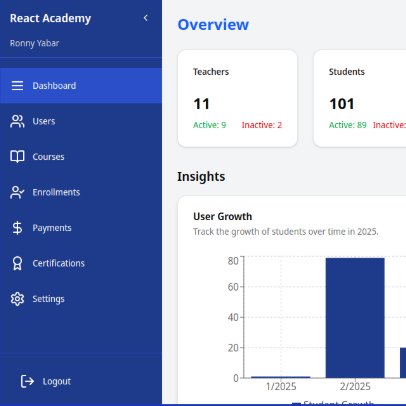 React Academy
Ronny Yabar
Dashboard
Users
Courses
Enrollments
Payments
Certifications
Settings
Logout
Overview
Teachers
11
Active: 9 Inactive: 2
Students
101
Active: 89 Inactive:
Insights
User Growth
Track the growth of students over time in 2025.
80
60
40
20
0
1/2025 2/2025
Student Growth